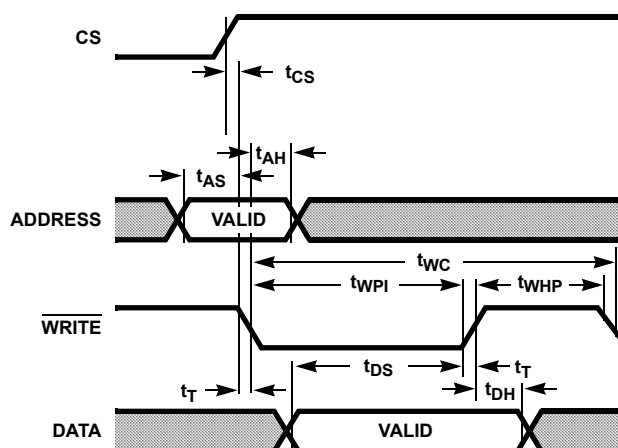 CS
tCS
tAH
tAS
ADDRESS
VALID
tWC
tWPI
tWHP
WRITE
tDS
tT
tT
tDH
DATA
VALID